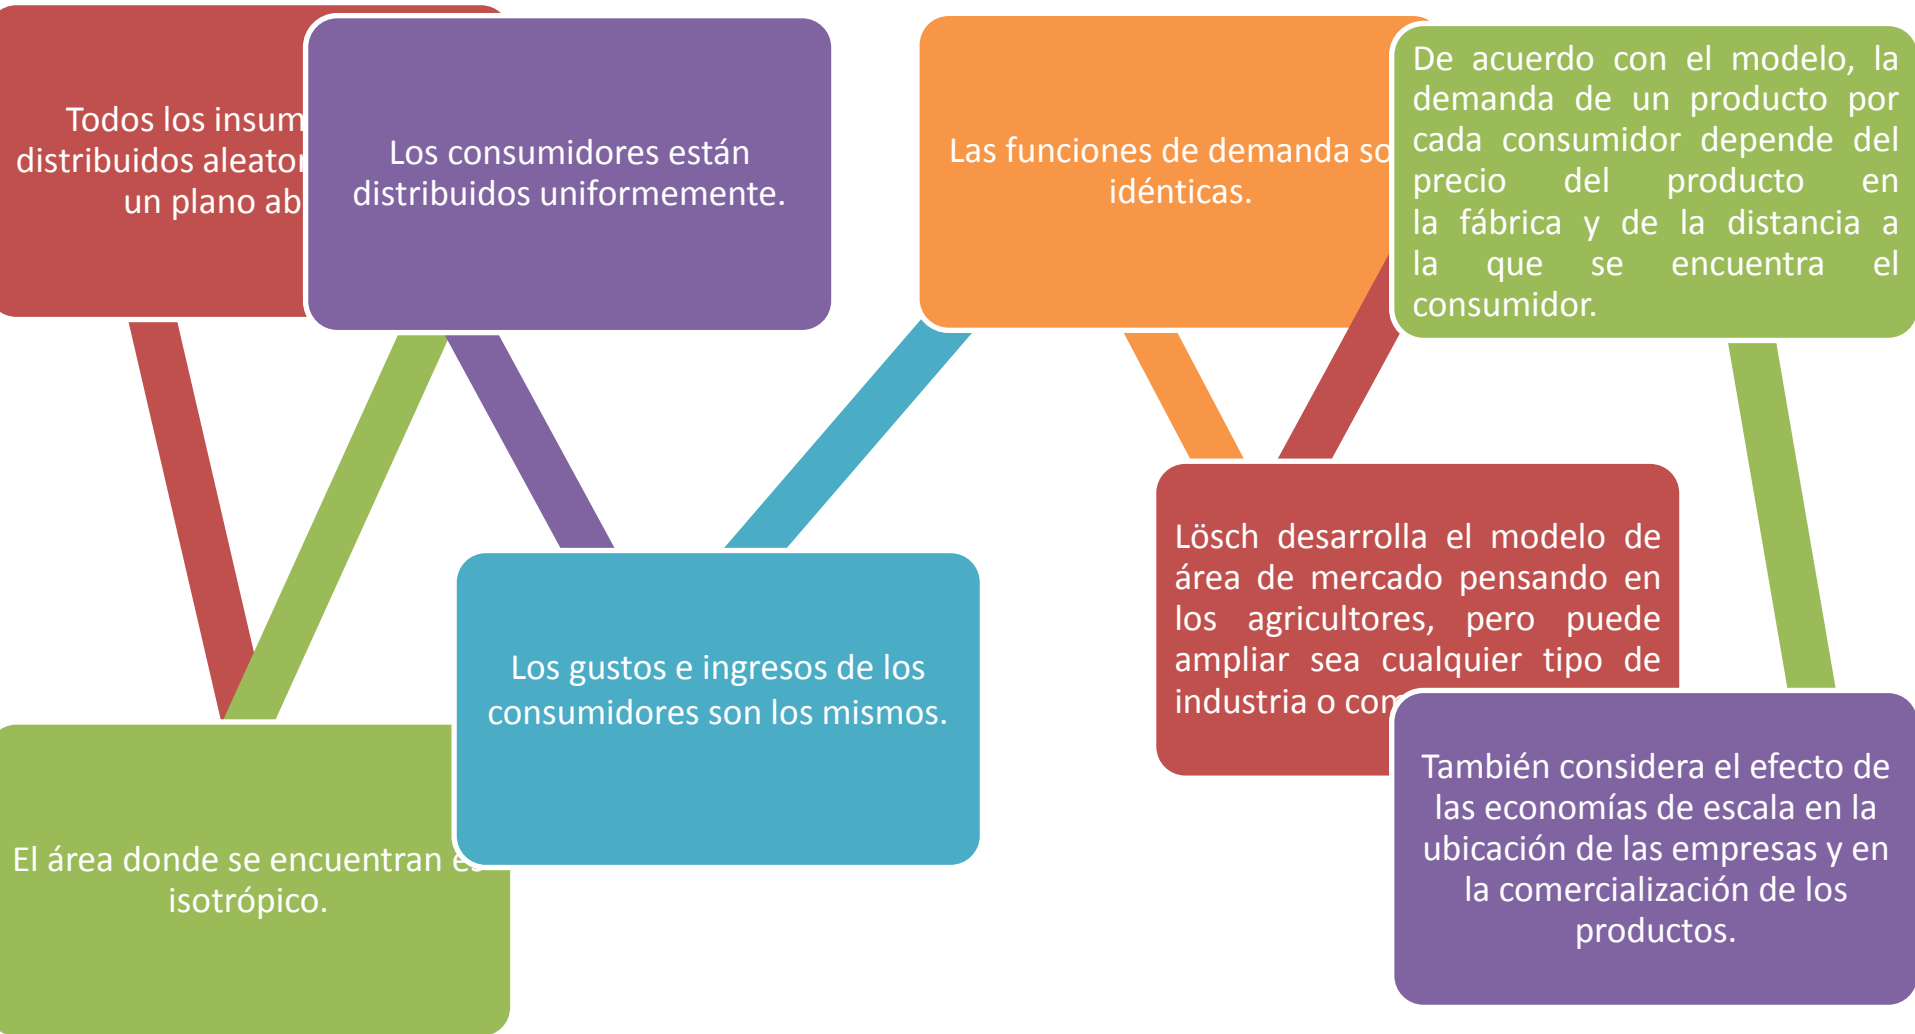 Todos los
distribuidos
un plano
Los consumidores están
distribuidos uniformemente.
Las funciones de demanda
idénticas.
De acuerdo con el modelo, la
demanda de un producto por
cada consumidor depende del
precio del producto en
la fábrica y de la distancia a
la que se encuentra el
consumidor.
Lösch desarrolla el modelo de
área de mercado pensando en
los agricultores, pero puede
ampliar sea cualquier tipo de
industria o
Los gustos e ingresos de los
consumidores son los mismos.
También considera el efecto de
las economías de escala en la
ubicación de las empresas y en
la comercialización de los
productos.
El área donde se encuentran es
isotrópico.